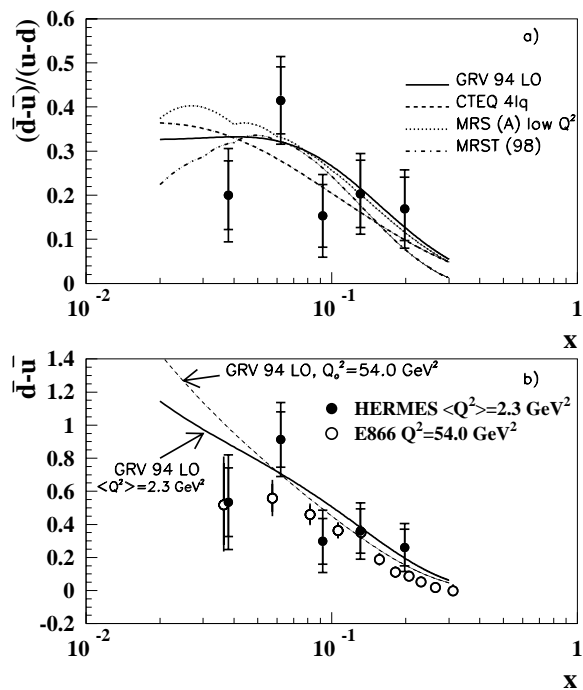 (d̄-ū)/(u-d)
0.6
0.5
0.4
0.3
0.2
0.1
0
a)
GRV 94 LO
CTEQ 4lq
MRS (A) low Q²
MRST (98)
10⁻²
10⁻¹
1
x
d̄-ū
1.4
1.2
1
0.8
0.6
0.4
0.2
0
-0.2
GRV 94 LO, Qₒ²=54.0 GeV²
b)
HERMES <Q²>=2.3 GeV²
E866 Q²=54.0 GeV²
GRV 94 LO
<Q²>=2.3 GeV²
10⁻²
10⁻¹
1
x